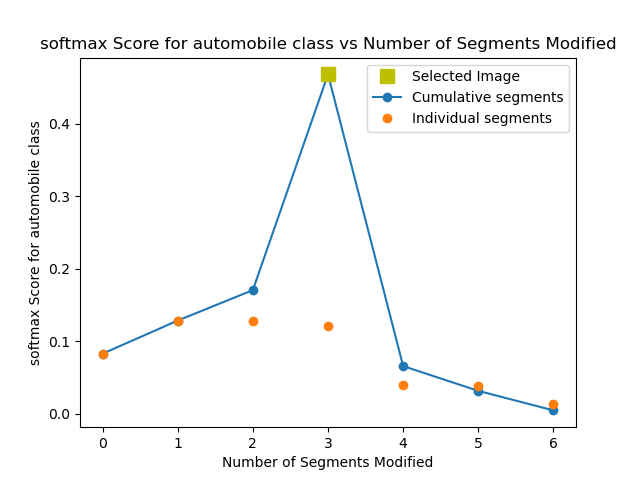 softmax Score for automobile class vs Number of Segments Modified
Selected Image
Cumulative segments
Individual segments
softmax Score for automobile class
0.4
0.3
0.2
0.1
0.0
0 1 2 3 4 5 6
Number of Segments Modified